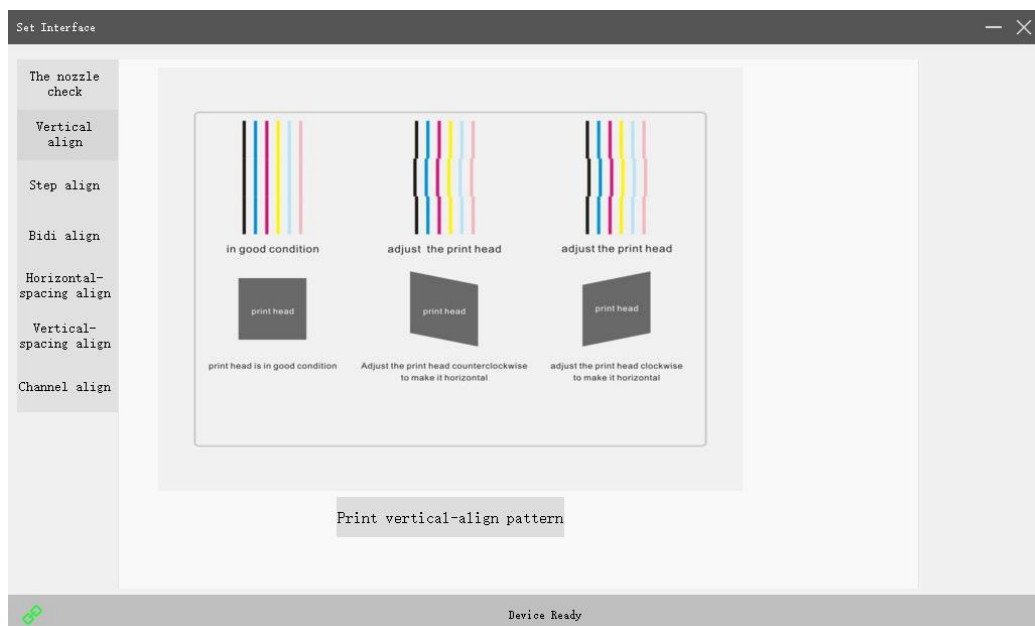 Set Interface
The nozzle
check
Vertical
align
Step align
Bidi align
Horizontal-
spacing align
Vertical-
spacing align
Channel align
in good condition
adjust the print head
adjust the print head
print head
print head
print head
print head is in good condition
Adjust the print head counterclockwise
to make it horizontal
adjust the print head clockwise
to make it horizontal
Print vertical-align pattern
Device Ready